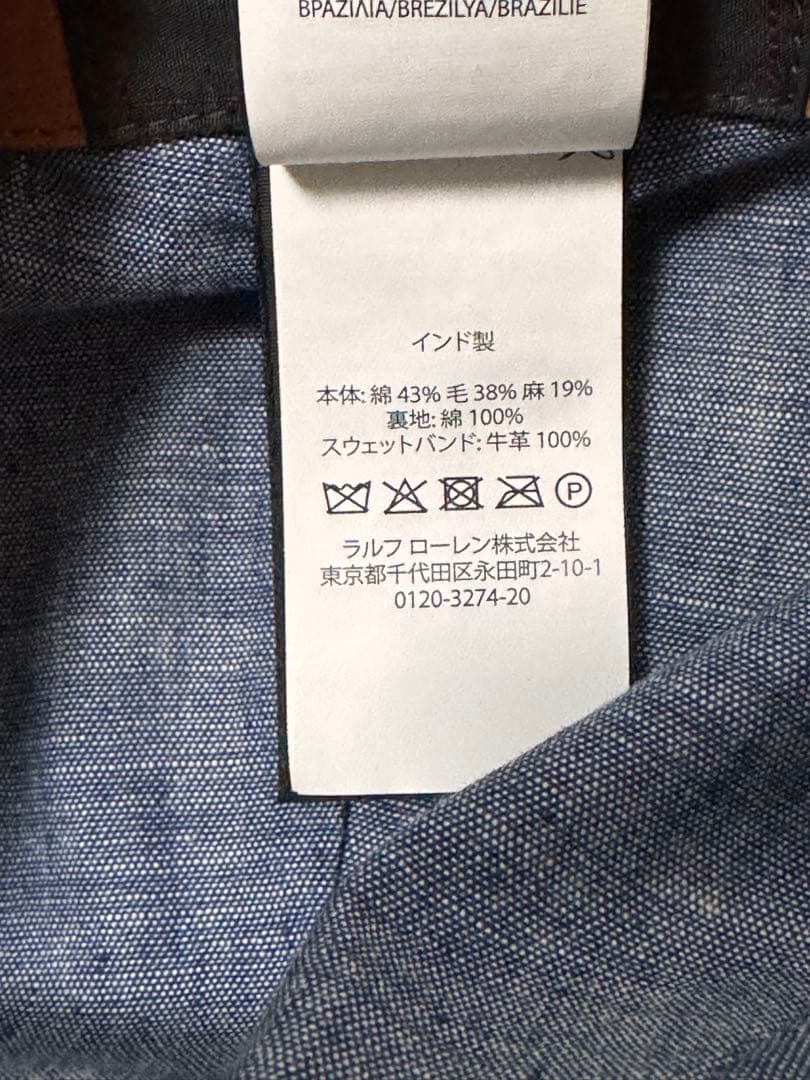 ΒΡΑΖΙΛΙΑ/BREZILYA/BRAZILIE
インド製
本体: 綿 43% 毛 38% 麻 19%
裏地: 綿 100%
スウェットバンド: 牛革 100%
P
ラルフ ローレン株式会社
東京都千代田区永田町2-10-1
0120-3274-20